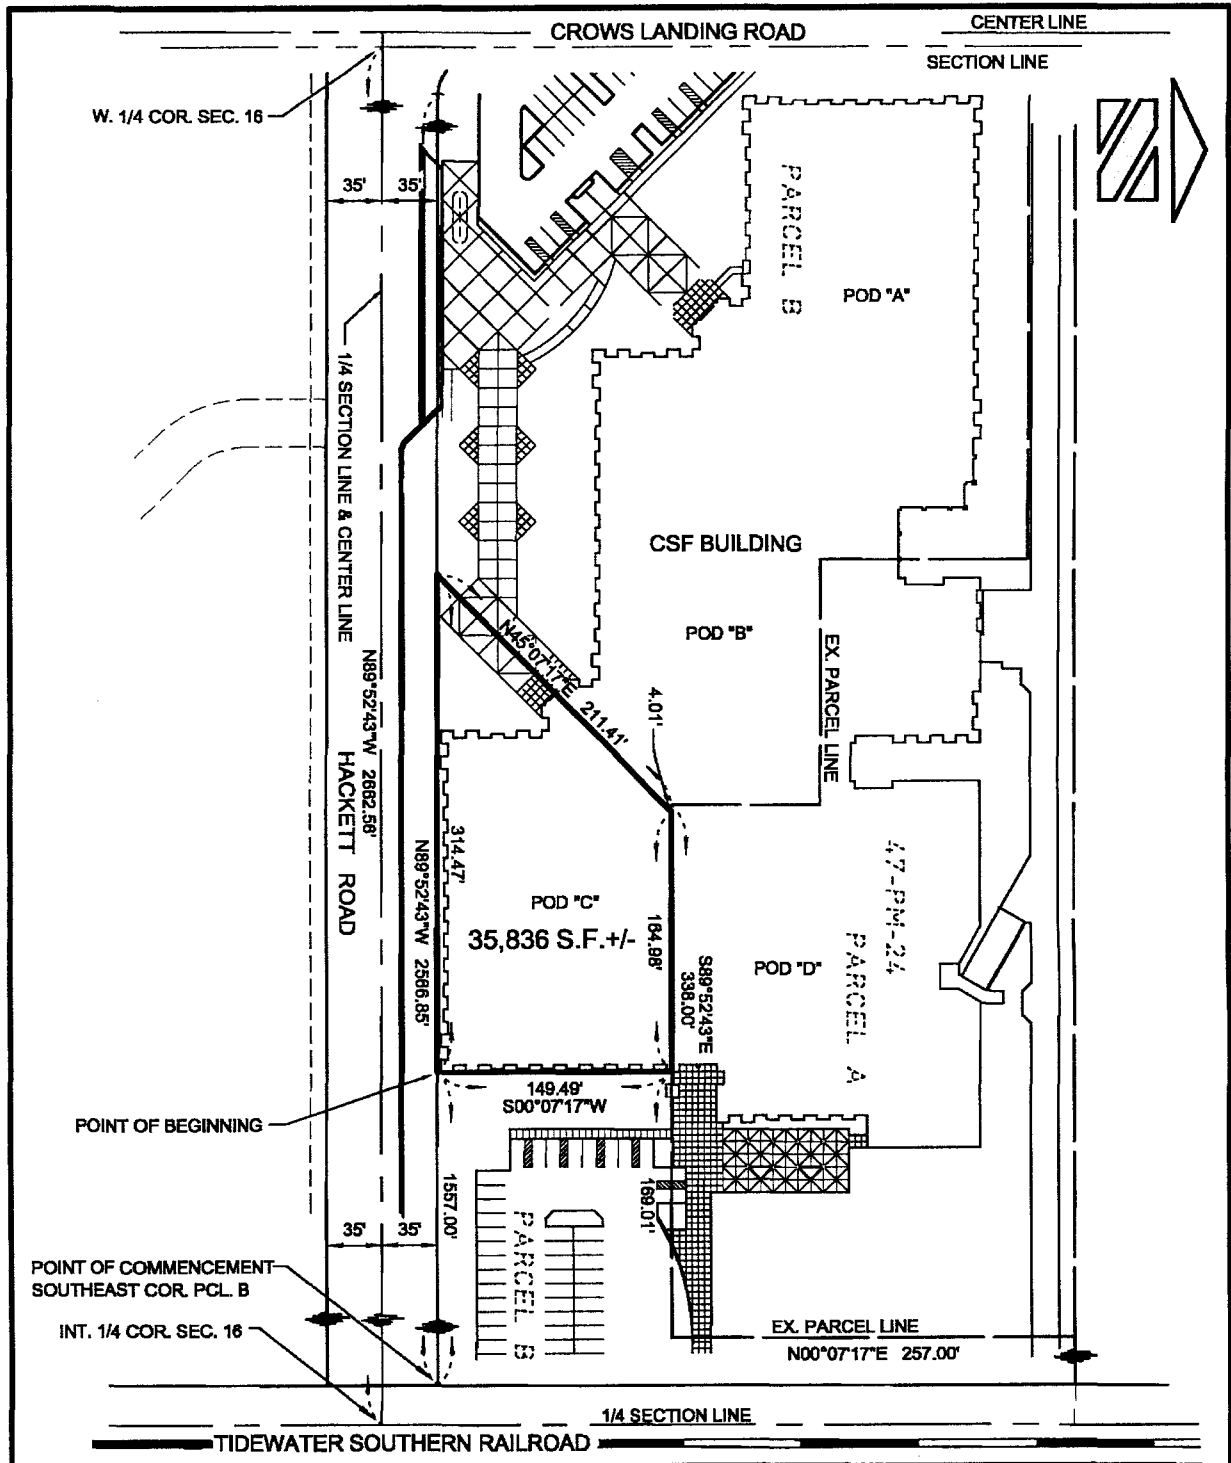 CROWS LANDING ROAD
CENTER LINE
SECTION LINE
W. 1/4 COR. SEC. 16
35'
35'
PARCEL B
POD "A"
1/4 SECTION LINE & CENTER LINE
CSF BUILDING
POD "B"
EX. PARCEL LINE
N45°07'17"E 211.41'
4.01'
N89°52'43"W 2662.56'
HACKETT ROAD
N89°52'43"W 2566.85'
314.47'
POD "C"
35,836 S.F.+/-
164.98'
S89°52'43"E
338.00'
POD "D"
47-PM-24
PARCEL A
149.49'
S00°07'17"W
POINT OF BEGINNING
1557.00'
169.01'
PARCEL B
35'
35'
POINT OF COMMENCEMENT
SOUTHEAST COR. PCL. B
INT. 1/4 COR. SEC. 16
EX. PARCEL LINE
N00°07'17"E 257.00'
1/4 SECTION LINE
TIDEWATER SOUTHERN RAILROAD